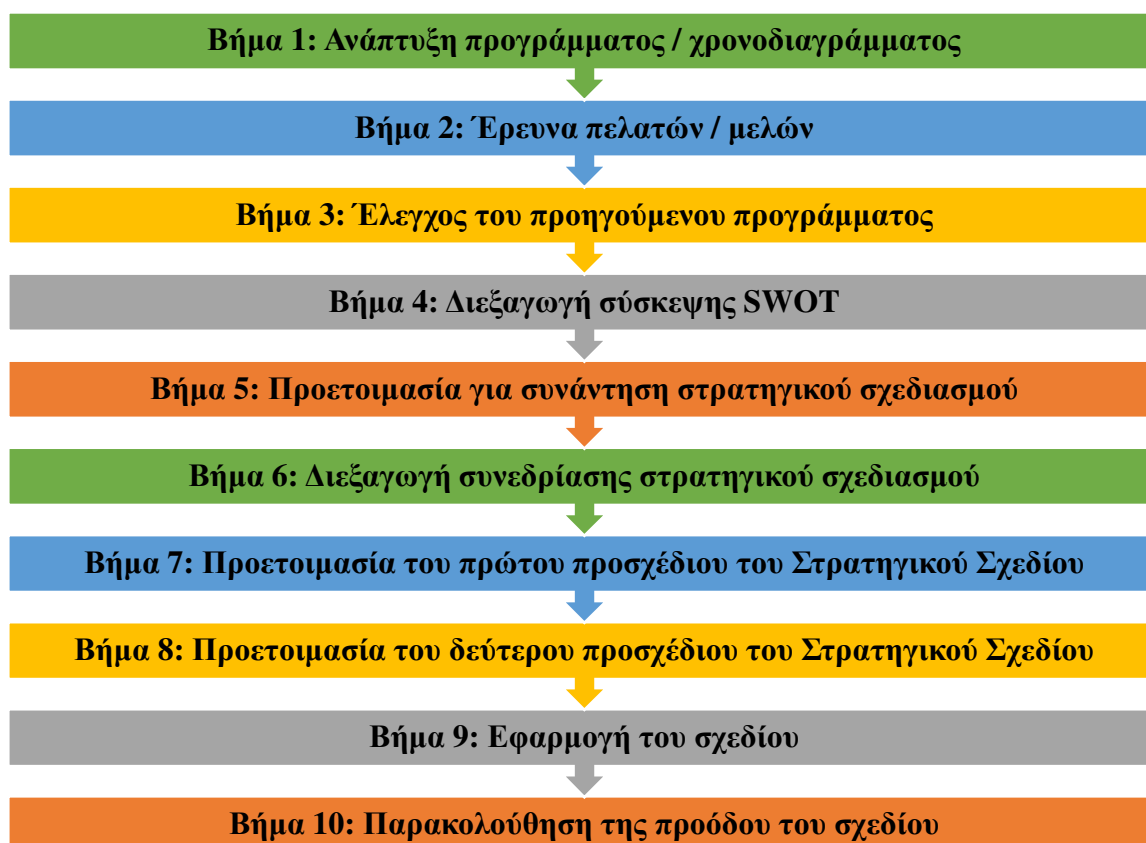 Βήμα 1: Ανάπτυξη προγράμματος / χρονοδιαγράμματος
Βήμα 2: Έρευνα πελατών / μελών
Βήμα 3: Έλεγχος του προηγούμενου προγράμματος
Βήμα 4: Διεξαγωγή σύσκεψης SWOT
Βήμα 5: Προετοιμασία για συνάντηση στρατηγικού σχεδιασμού
Βήμα 6: Διεξαγωγή συνεδρίασης στρατηγικού σχεδιασμού
Βήμα 7: Προετοιμασία του πρώτου προσχέδιου του Στρατηγικού Σχεδίου
Βήμα 8: Προετοιμασία του δεύτερου προσχέδιου του Στρατηγικού Σχεδίου
Βήμα 9: Εφαρμογή του σχεδίου
Βήμα 10: Παρακολούθηση της προόδου του σχεδίου